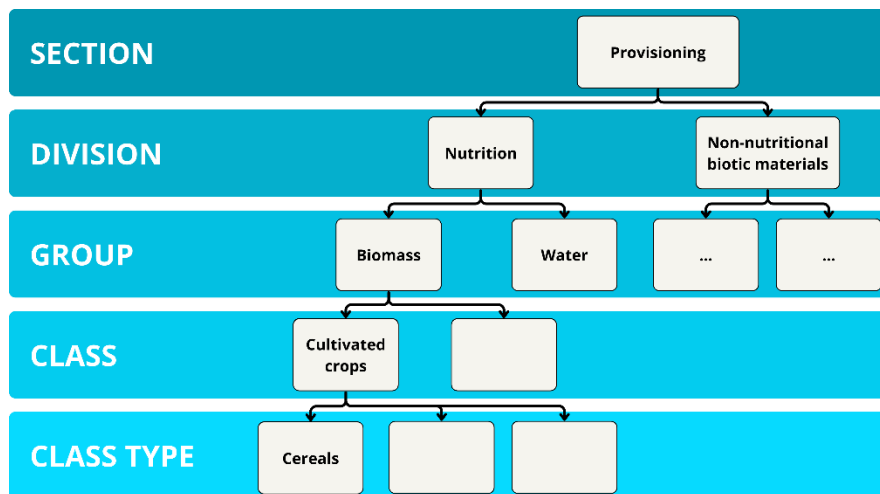 SECTION
Provisioning
DIVISION
Nutrition
Non-nutritional
biotic materials
GROUP
Biomass
Water
...
...
CLASS
Cultivated
crops
CLASS TYPE
Cereals